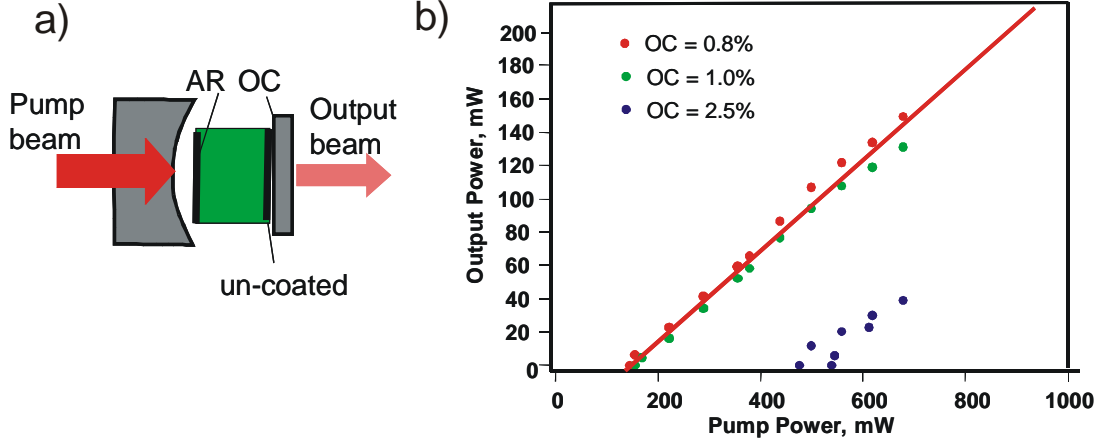 a)
AR OC
Pump
beam
Output
beam
un-coated
b)
Output Power, mW
200
180
160
140
120
100
80
60
40
20
0
OC = 0.8%
OC = 1.0%
OC = 2.5%
0 200 400 600 800 1000
Pump Power, mW